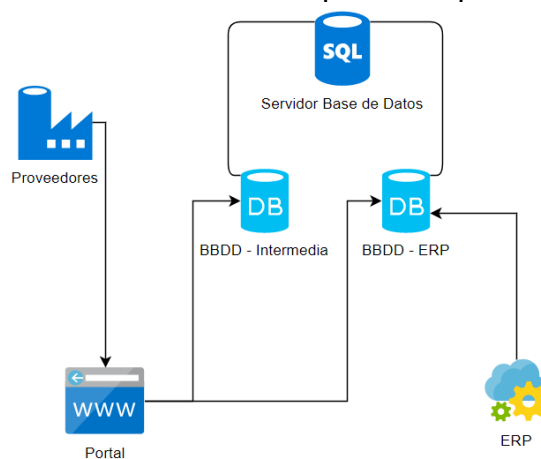 SQL
Servidor Base de Datos
Proveedores
DB
DB
BBDD - Intermedia
BBDD - ERP
WWW
Portal
ERP